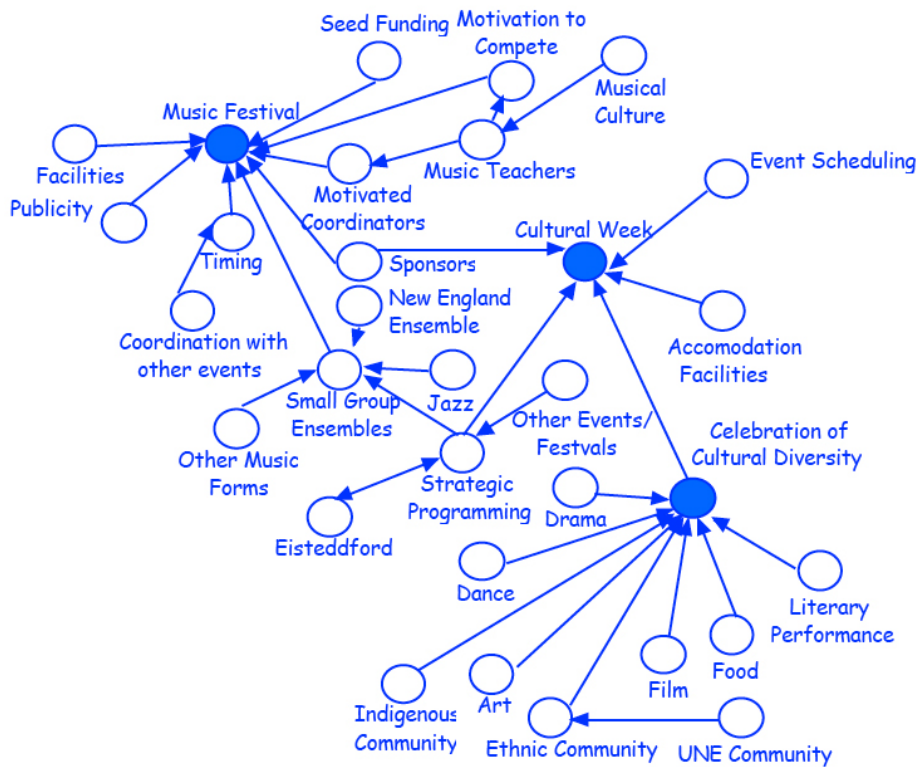 Seed Funding
Motivation to
Compete
Musical
Culture
Music Festival
Facilities
Publicity
Motivated
Coordinators
Music Teachers
Event Scheduling
Timing
Cultural Week
Sponsors
New England
Ensemble
Coordination with
other events
Accomodation
Facilities
Small Group
Ensembles
Jazz
Other Events/
Festvals
Other Music
Forms
Celebration of
Cultural Diversity
Strategic
Programming
Drama
Eisteddford
Dance
Literary
Performance
Food
Film
Art
Indigenous
Community
Ethnic Community
UNE Community